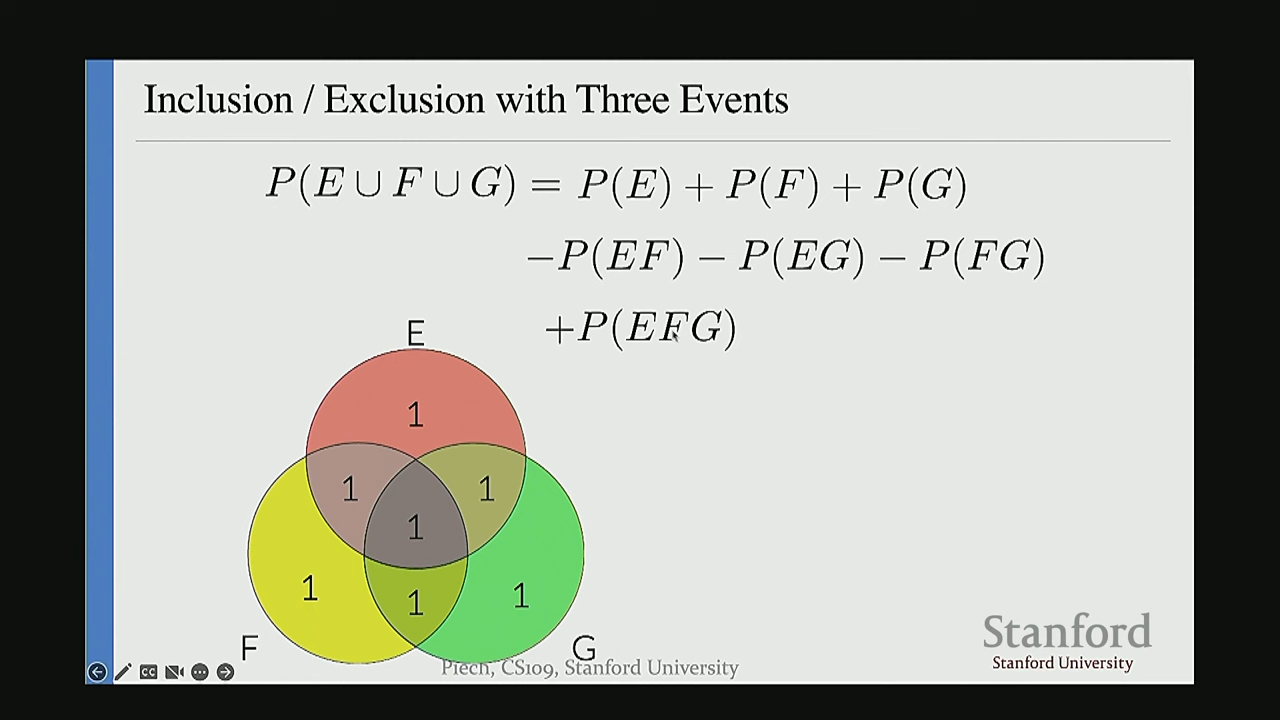 Inclusion / Exclusion with Three Events
P(E ∪ F ∪ G) = P(E) + P(F) + P(G)
−P(EF) − P(EG) − P(FG)
+P(EFG)
E
1
1
1
1
1
1
1
F
G
Piech, CS109, Stanford University
Stanford
Stanford University
CC